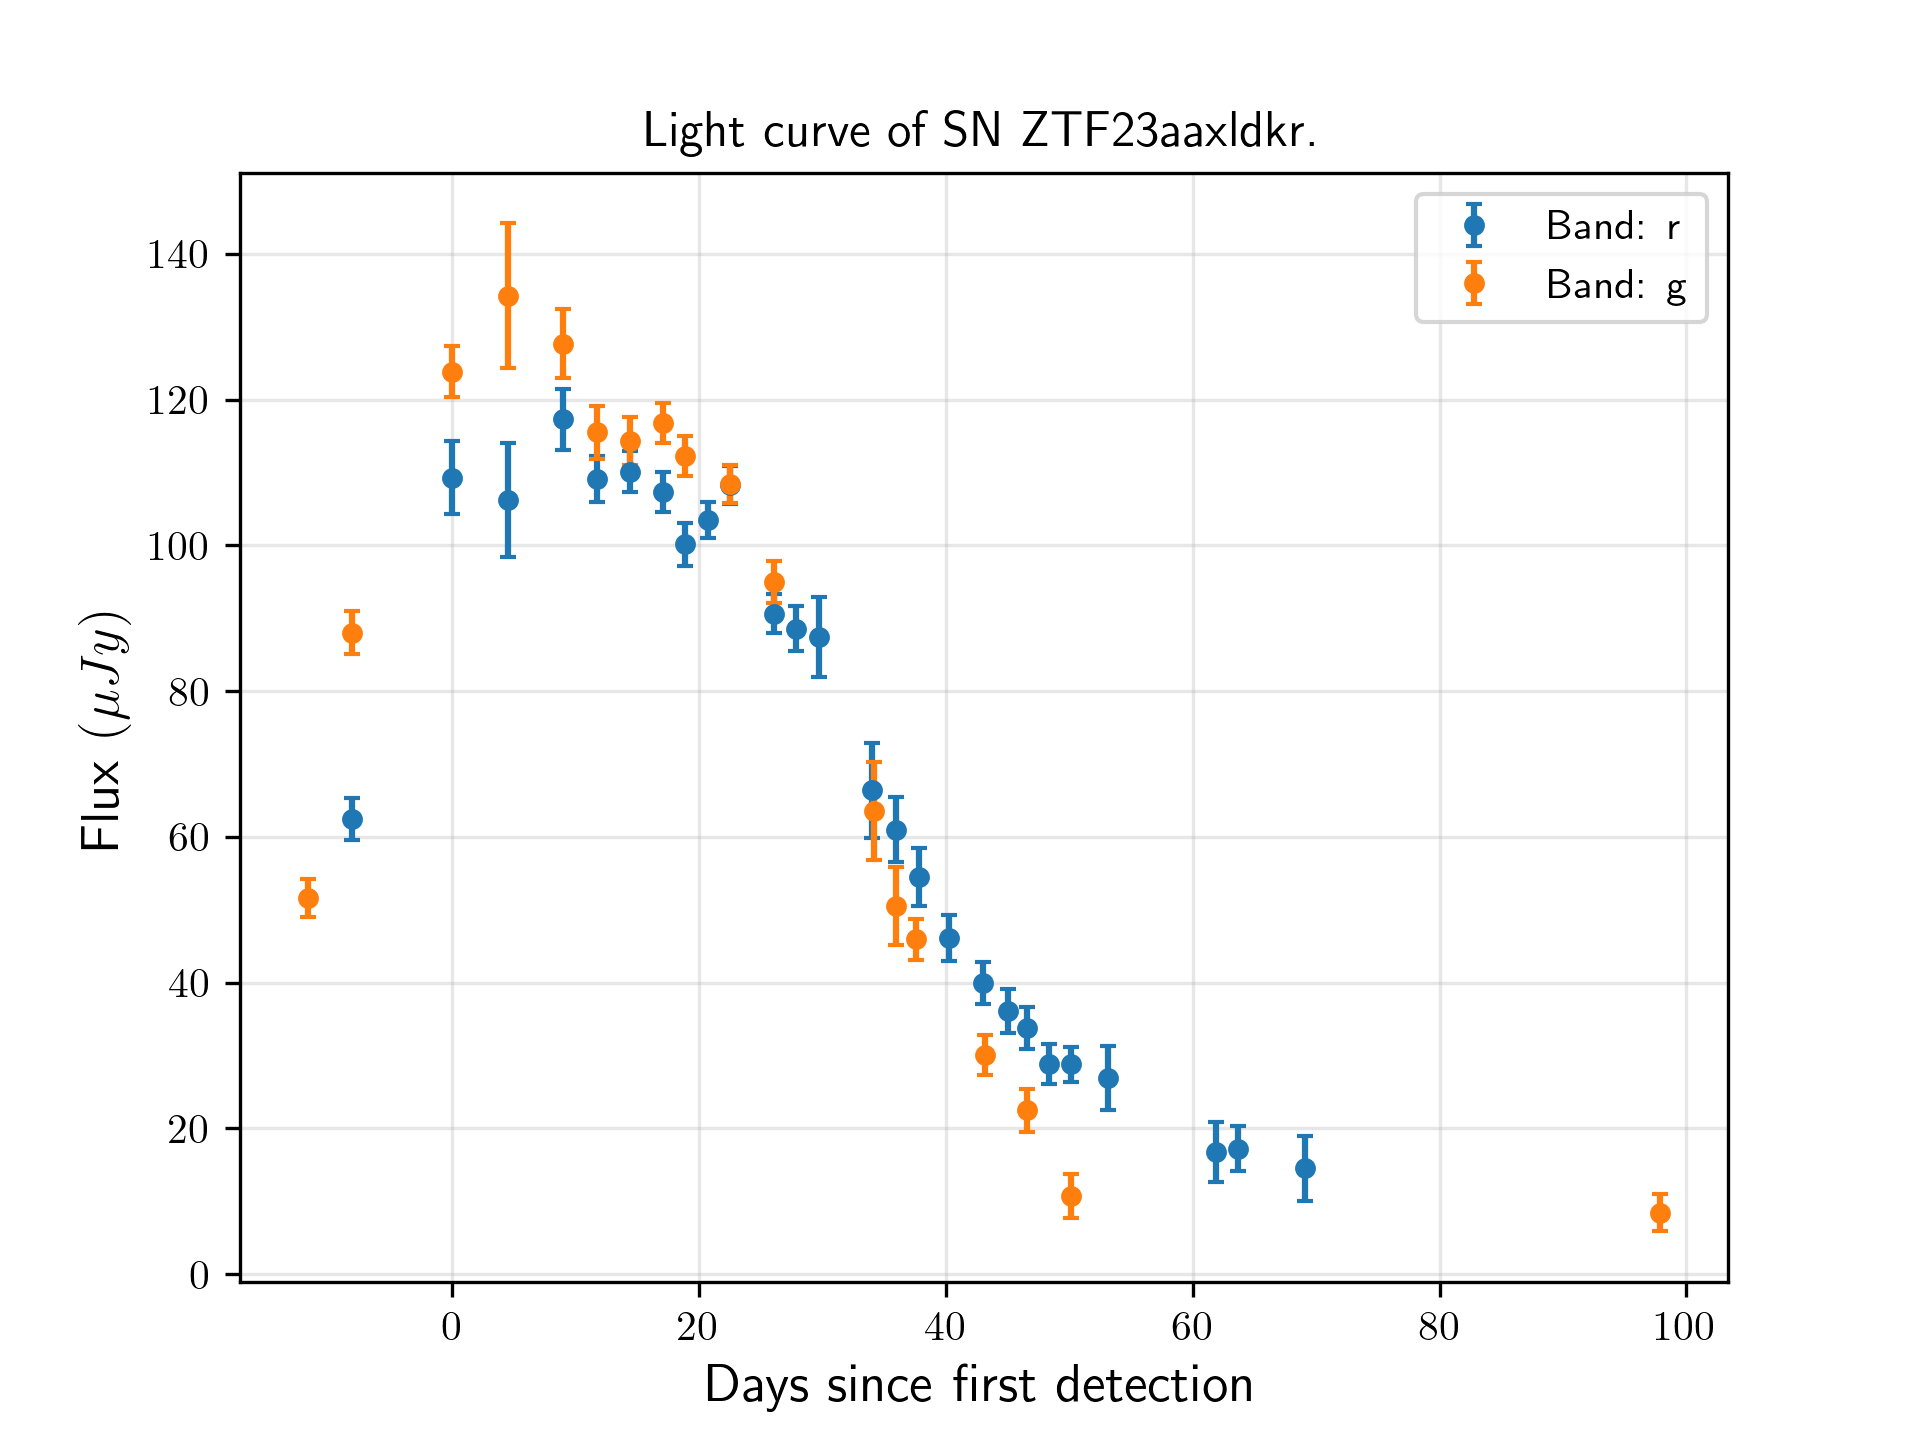 Light curve of SN ZTF23aaxldkr.
Band: r
Band: g
140
120
100
80
60
40
20
0
Flux (μJy)
0 20 40 60 80 100
Days since first detection